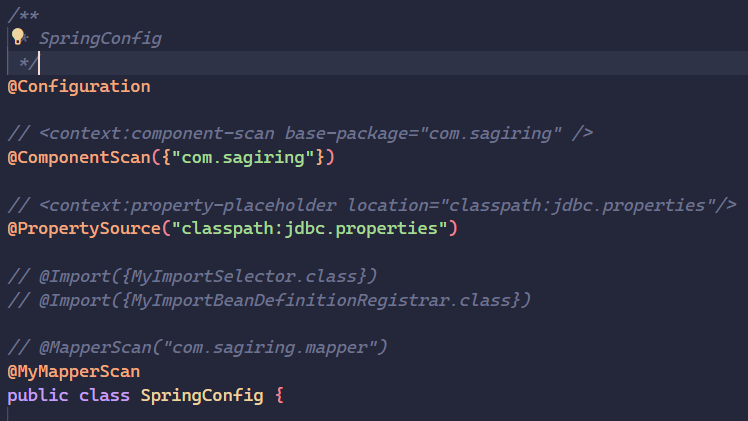 /**
* SpringConfig
*/
@Configuration
// <context:component-scan base-package="com.sagiring" />
@ComponentScan({"com.sagiring"})
// <context:property-placeholder location="classpath:jdbc.properties"/>
@PropertySource("classpath:jdbc.properties")
// @Import({MyImportSelector.class})
// @Import({MyImportBeanDefinitionRegistrar.class})
// @MapperScan("com.sagiring.mapper")
@MyMapperScan
public class SpringConfig {